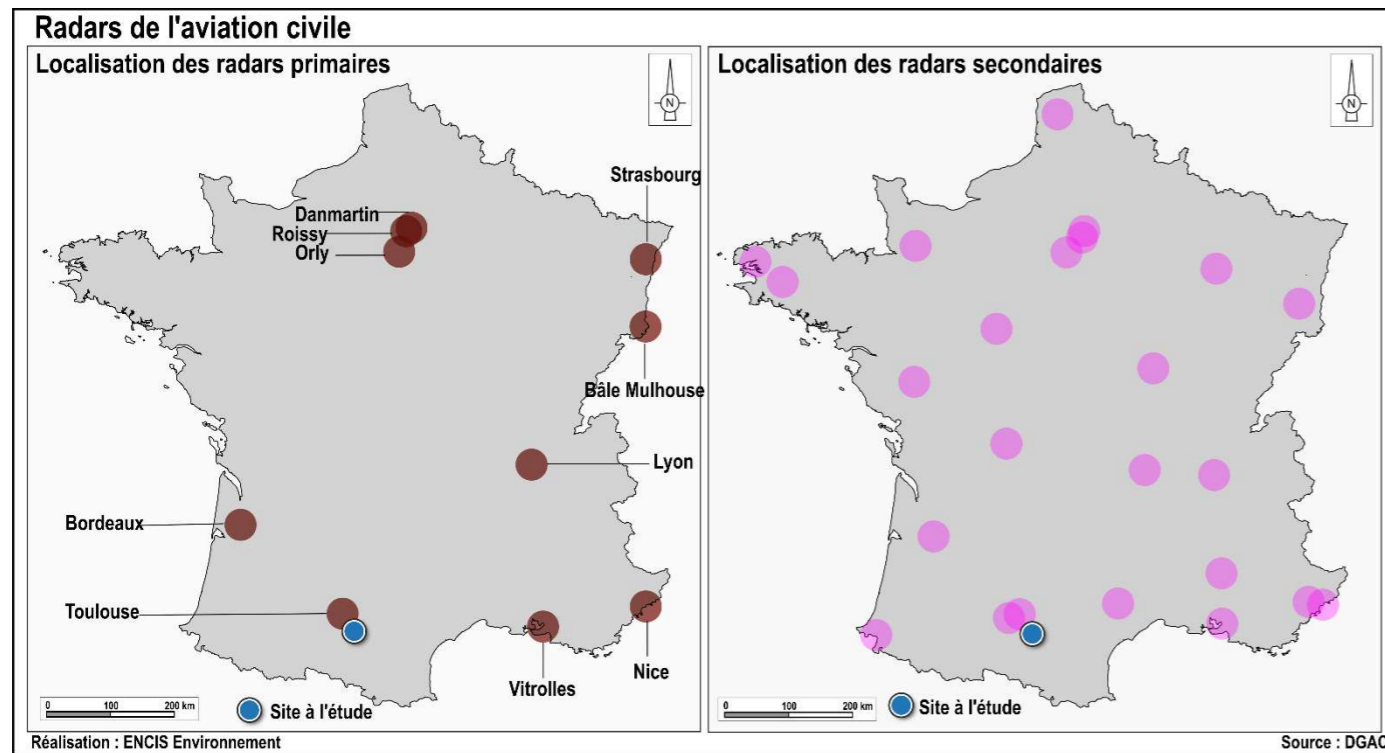 Radars de l'aviation civile
Localisation des radars primaires
N
Strasbourg
Danmartin
Roissy
Orly
Bâle Mulhouse
Lyon
Bordeaux
Toulouse
Nice
Vitrolles
0 100 200 km
Site à l'étude
Localisation des radars secondaires
N
0 100 200 km
Site à l'étude
Réalisation : ENCIS Environnement
Source : DGAC